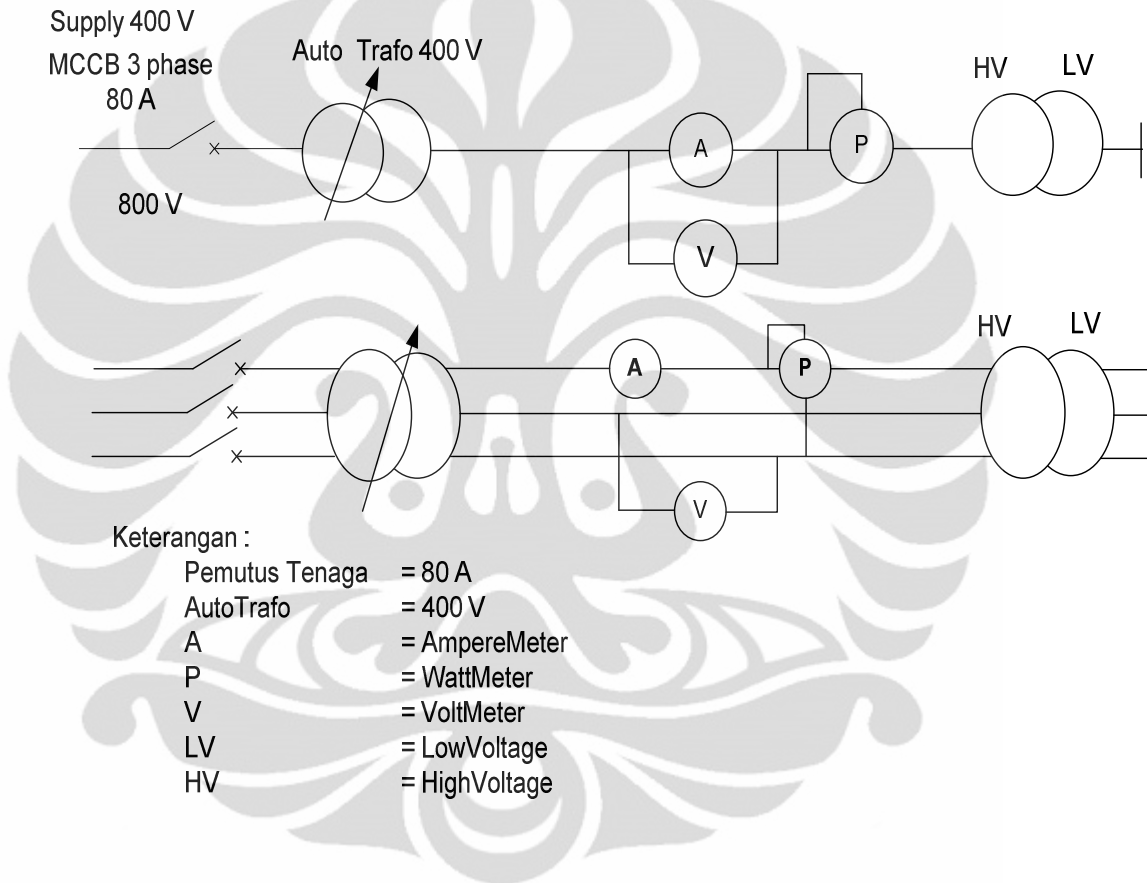 Supply 400 V
MCCB 3 phase
80 A
Auto Trafo 400 V
HV LV
A P
800 V
V
HV LV
A P
V
Keterangan :
Pemutus Tenaga = 80 A
AutoTrafo = 400 V
A = AmpereMeter
P = WattMeter
V = VoltMeter
LV = LowVoltage
HV = HighVoltage